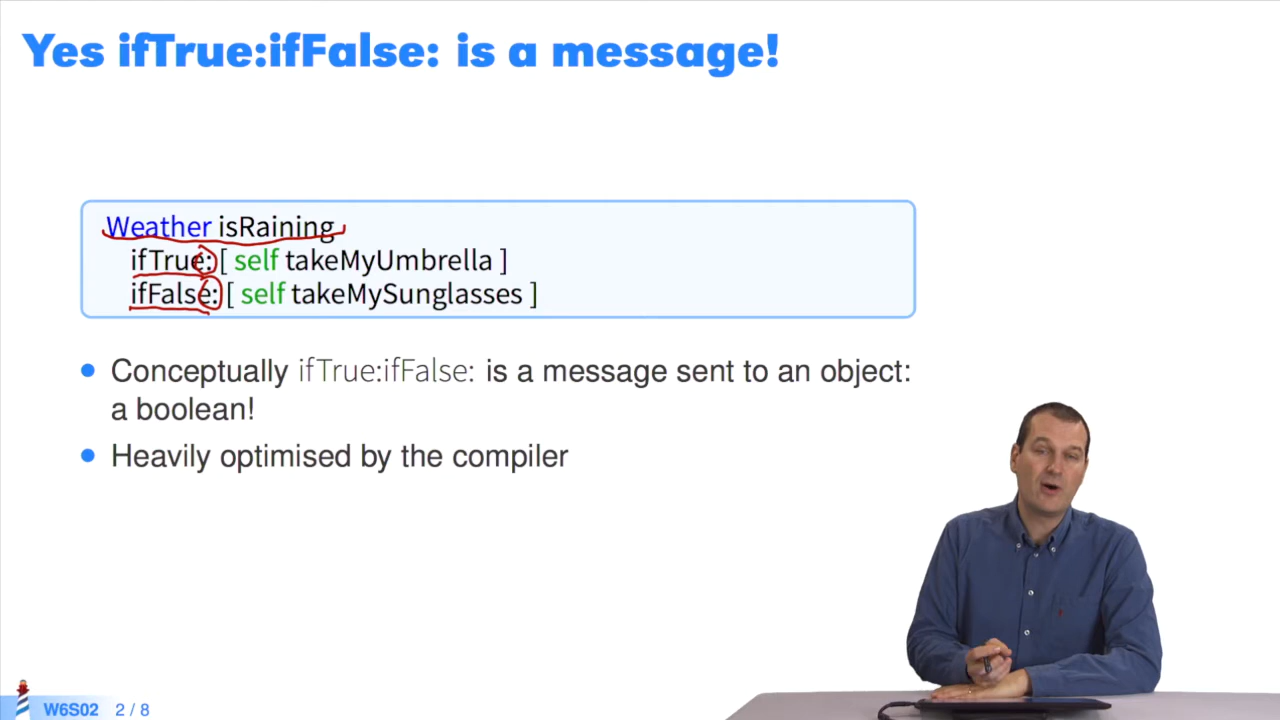 Yes ifTrue:ifFalse: is a message!
Weather isRaining
ifTrue: [ self takeMyUmbrella ]
ifFalse: [ self takeMySunglasses ]
Conceptually ifTrue:ifFalse: is a message sent to an object:
a boolean!
Heavily optimised by the compiler
W6S02 2 / 8